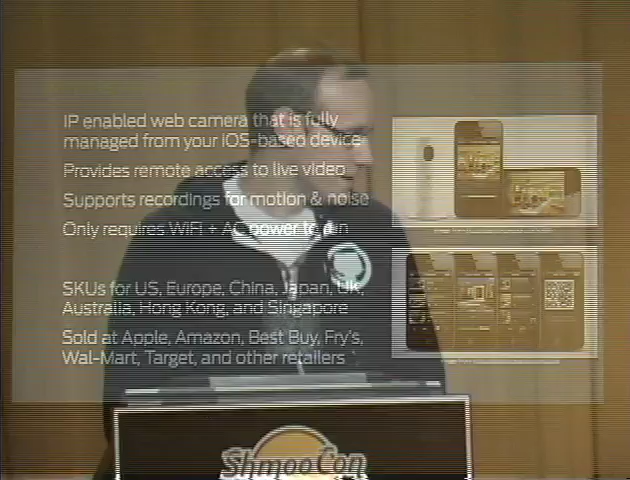 IP enabled web camera that is fully
managed from your iOS-based device
Provides remote access to live video
Supports recordings for motion & noise
Only requires WiFi + AC power to run
SKUs for US, Europe, China, Japan, UK,
Australia, Hong Kong, and Singapore
Sold at Apple, Amazon, Best Buy, Fry's,
Wal-Mart, Target, and other retailers
ShmooCon